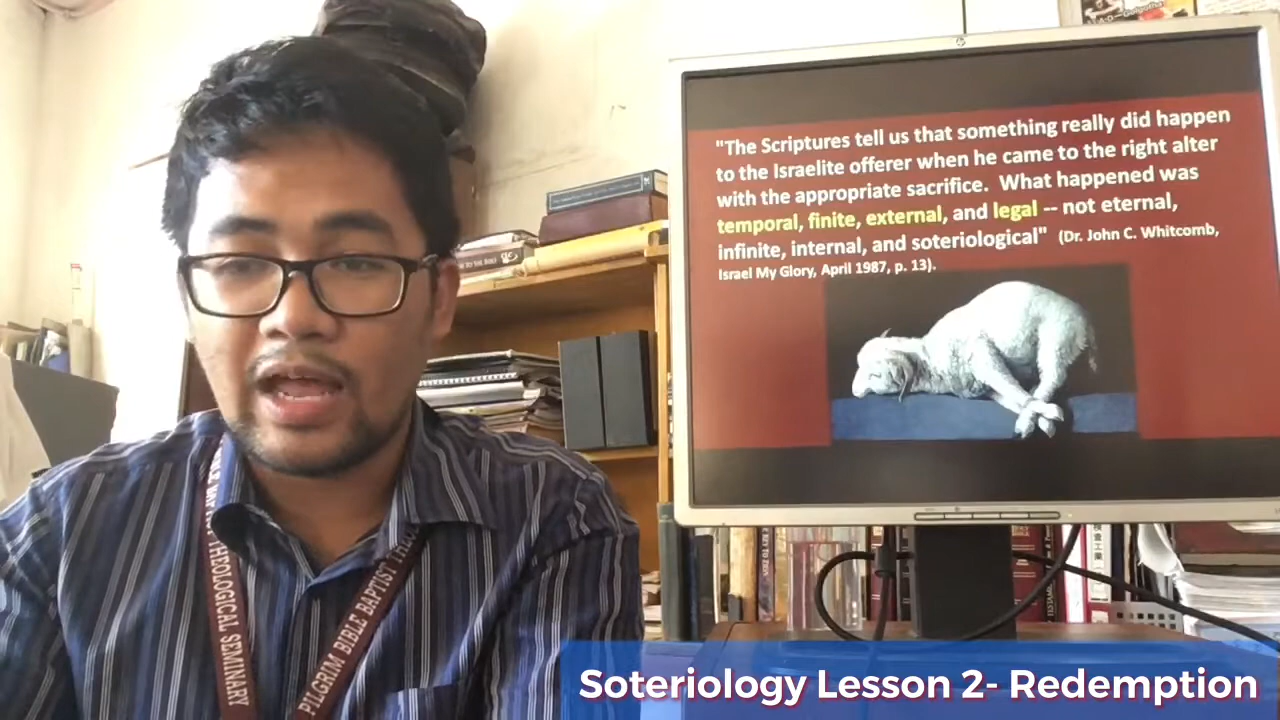 "The Scriptures tell us that something really did happen
to the Israelite offerer when he came to the right alter
with the appropriate sacrifice. What happened was
temporal, finite, external, and legal -- not eternal,
infinite, internal, and soteriological" (Dr. John C. Whitcomb,
Israel My Glory, April 1987, p. 13).
THEOLOGICAL SEMINARY
PILGRIM BIBLE BAPTIST
Soteriology Lesson 2- Redemption